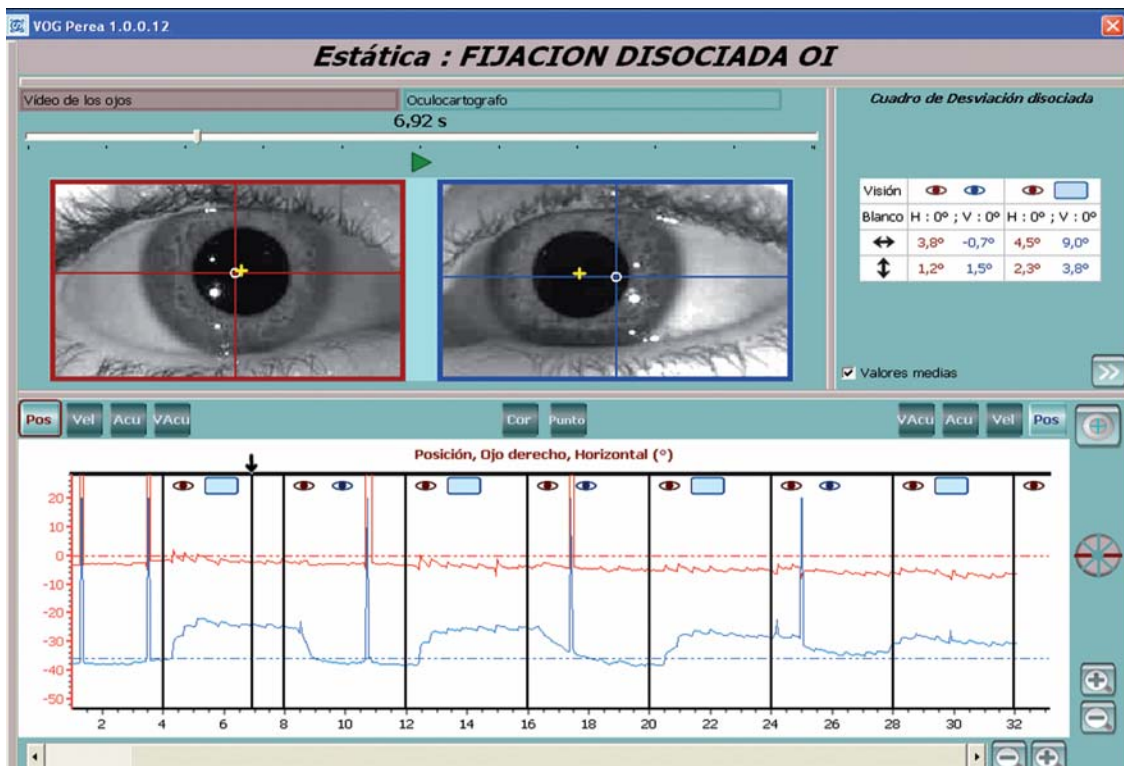 VOG Perea 1.0.0.12
Estática : FIJACION DISOCIADA OI
Vídeo de los ojos
Oculocartografo
6,92 s
Cuadro de Desviación disociada
Visión
Blanco H : 0º ; V : 0º H : 0º ; V : 0º
3,8º -0,7º 4,5º 9,0º
1,2º 1,5º 2,3º 3,8º
Valores medias
Pos Vel Acu VAcu Cor Punto VAcu Acu Vel Pos
Posición, Ojo derecho, Horizontal (º)
20
10
0
-10
-20
-30
-40
-50
2 4 6 8 10 12 14 16 18 20 22 24 26 28 30 32